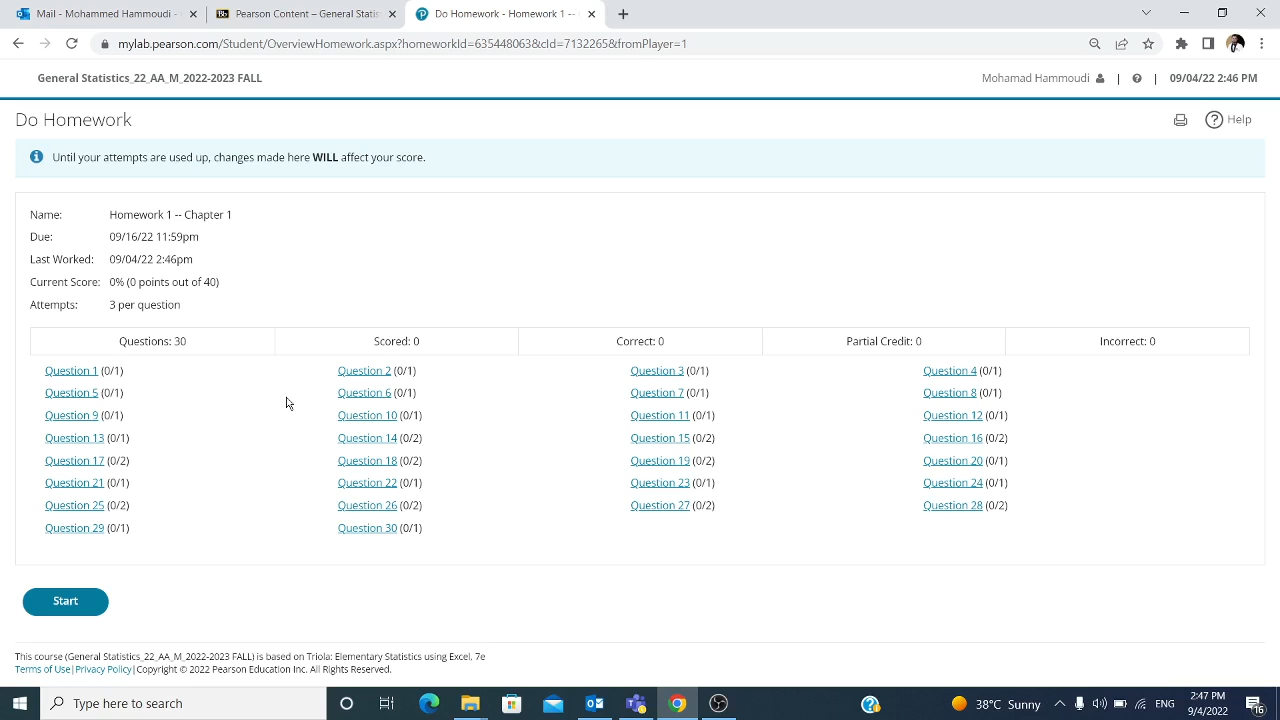 Mail - Mohammed Hammoudi -
Pearson Content – General Statis
Do Homework - Homework 1 --
mylab.pearson.com/Student/OverviewHomework.aspx?homeworkId=635448063&cId=7132265&fromPlayer=1
General Statistics_22_AA_M_2022-2023 FALL
Mohamad Hammoudi | ? | 09/04/22 2:46 PM
Do Homework
? Help
Until your attempts are used up, changes made here WILL affect your score.
Name: Homework 1 -- Chapter 1
Due: 09/16/22 11:59pm
Last Worked: 09/04/22 2:46pm
Current Score: 0% (0 points out of 40)
Attempts: 3 per question
Questions: 30 Scored: 0 Correct: 0 Partial Credit: 0 Incorrect: 0
Question 1 (0/1) Question 2 (0/1) Question 3 (0/1) Question 4 (0/1)
Question 5 (0/1) Question 6 (0/1) Question 7 (0/1) Question 8 (0/1)
Question 9 (0/1) Question 10 (0/1) Question 11 (0/1) Question 12 (0/1)
Question 13 (0/1) Question 14 (0/2) Question 15 (0/2) Question 16 (0/2)
Question 17 (0/2) Question 18 (0/2) Question 19 (0/2) Question 20 (0/1)
Question 21 (0/1) Question 22 (0/1) Question 23 (0/1) Question 24 (0/1)
Question 25 (0/2) Question 26 (0/2) Question 27 (0/2) Question 28 (0/2)
Question 29 (0/1) Question 30 (0/1)
Start
This course (General Statistics_22_AA_M_2022-2023 FALL) is based on Triola: Elementary Statistics using Excel, 7e
Terms of Use|Privacy Policy|Copyright © 2022 Pearson Education Inc. All Rights Reserved.
Type here to search
38°C Sunny
ENG
2:47 PM
9/4/2022